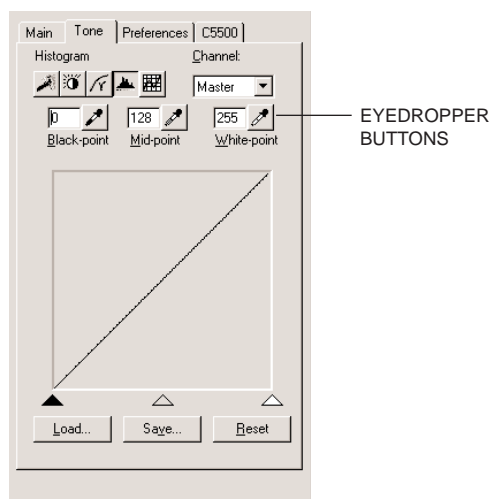 Main Tone Preferences C5500
Histogram Channel:
Master
0 128 255
Black-point Mid-point White-point
EYEDROPPER
BUTTONS
Load... Save... Reset